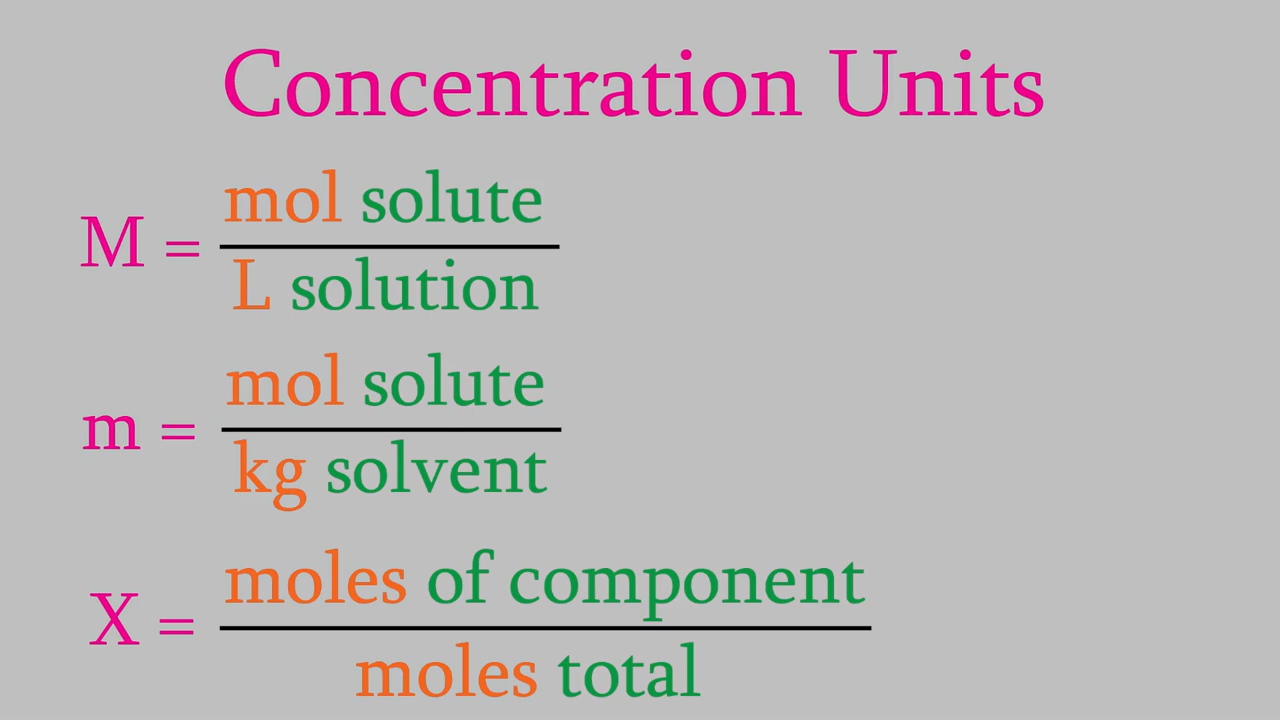 Concentration Units
M = mol solute
L solution
m = mol solute
kg solvent
X = moles of component
moles total